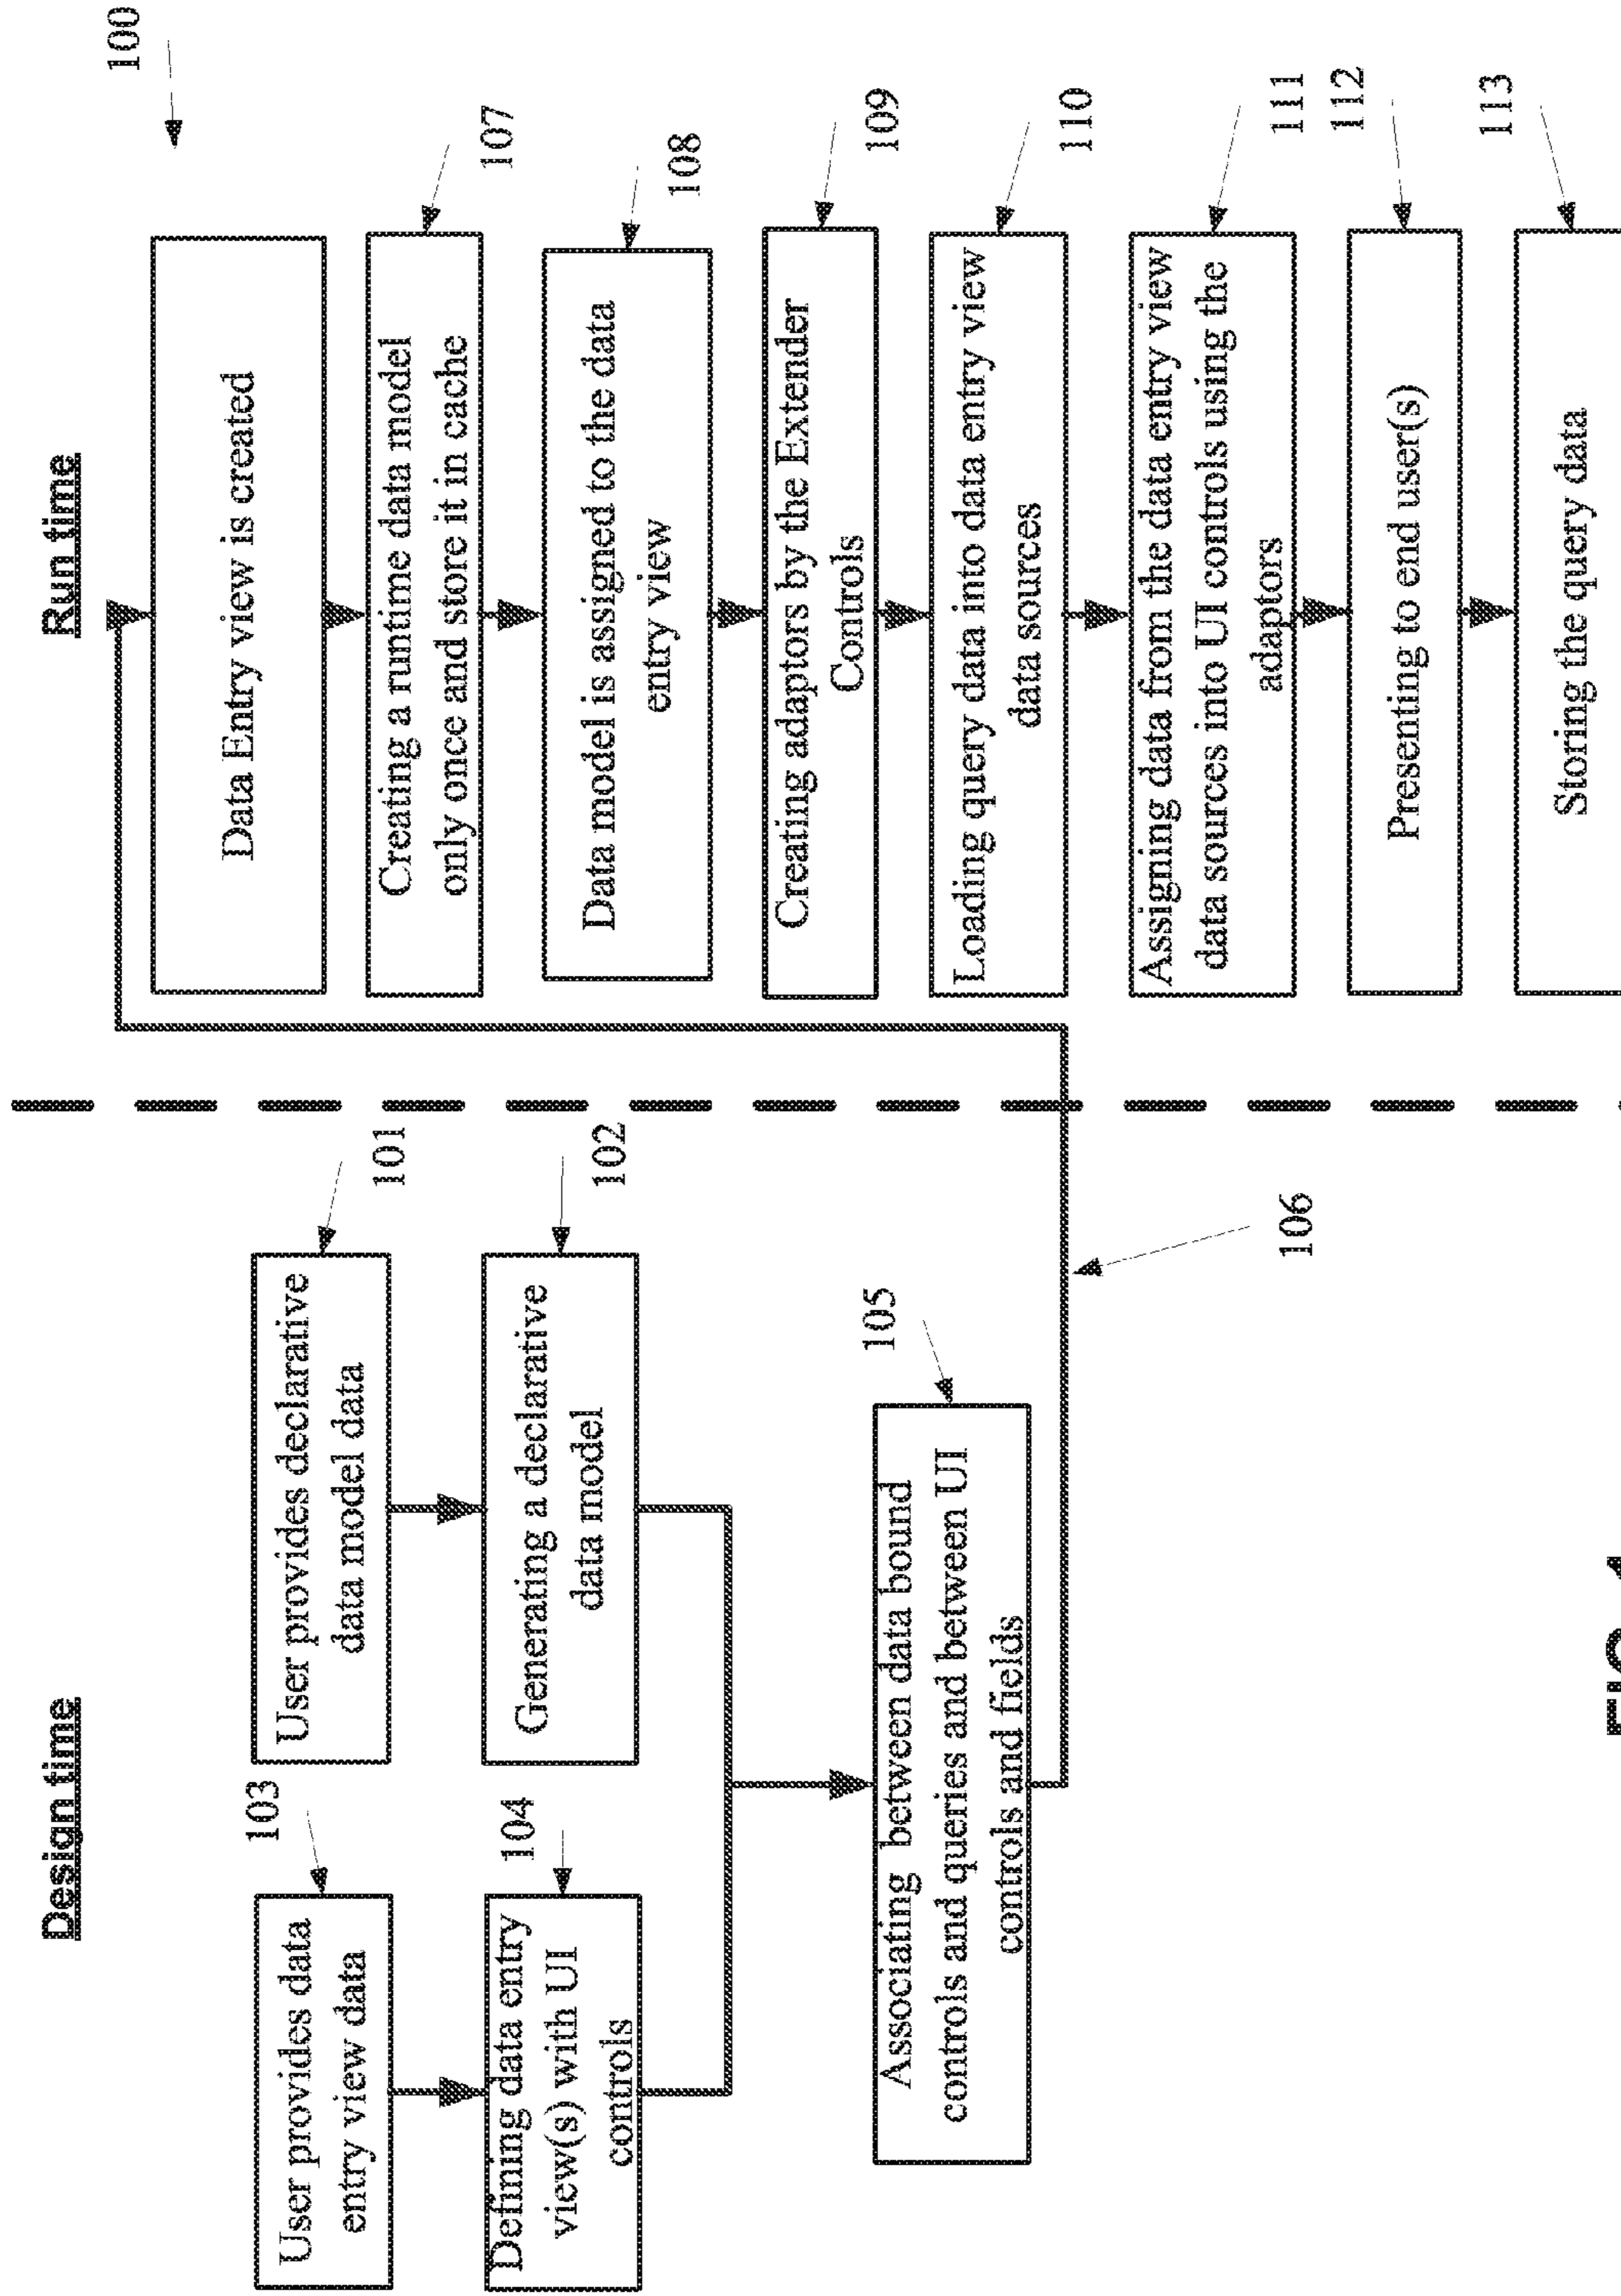 Design time
User provides data
entry view data
103
Defining data entry
view(s) with UI
controls
104
User provides declarative
data model data
101
Generating a declarative
data model
102
Associating between data bound
controls and queries and between UI
controls and fields
105
106
Run time
100
Data Entry view is created
Creating a runtime data model
only once and store it in cache
107
Data model is assigned to the data
entry view
108
Creating adaptors by the Extender
Controls
109
Loading query data into data entry view
data sources
110
Assigning data from the data entry view
data sources into UI controls using the
adaptors
111
Presenting to end user(s)
112
Storing the query data
113